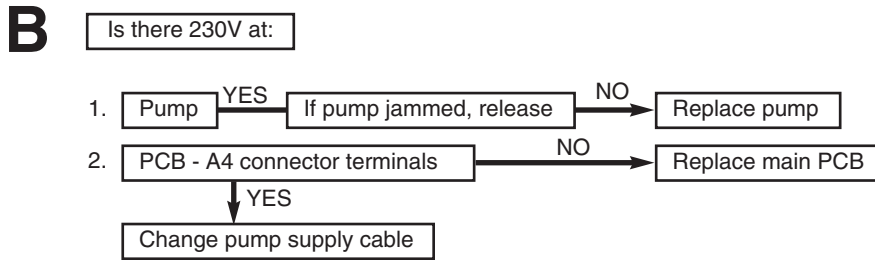 B
Is there 230V at:
1. Pump YES If pump jammed, release NO Replace pump
2. PCB - A4 connector terminals NO Replace main PCB
YES
Change pump supply cable